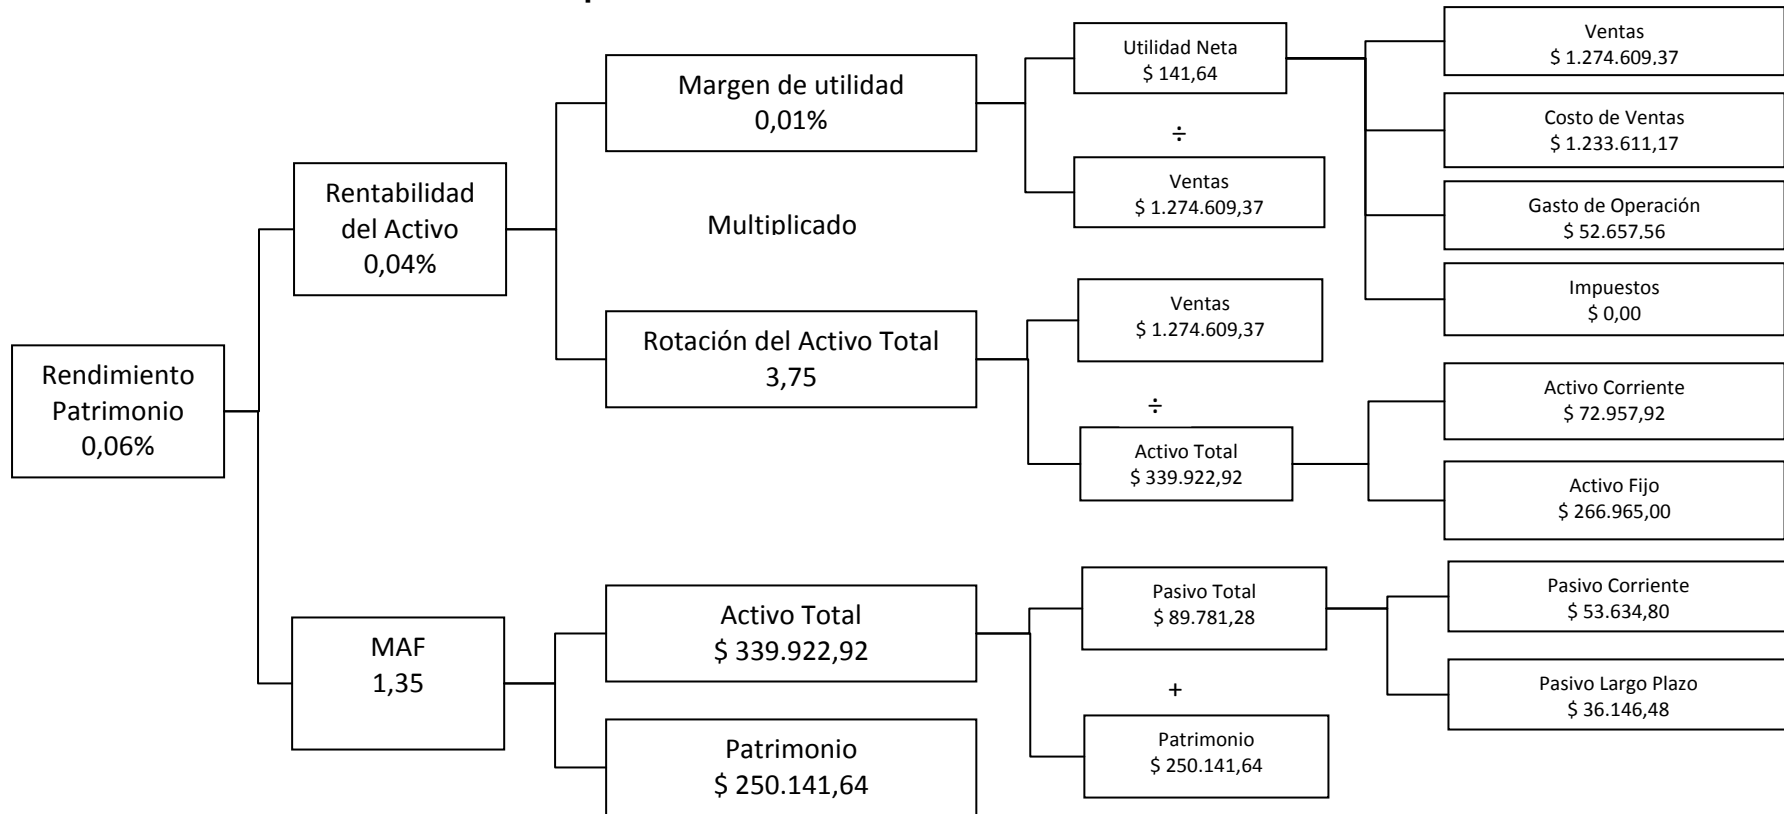 Rendimiento
Patrimonio
0,06%
Rentabilidad
del Activo
0,04%
MAF
1,35
Margen de utilidad
0,01%
Multiplicado
Rotación del Activo Total
3,75
Activo Total
$ 339.922,92
Patrimonio
$ 250.141,64
Utilidad Neta
$ 141,64
÷
Ventas
$ 1.274.609,37
Ventas
$ 1.274.609,37
÷
Activo Total
$ 339.922,92
Pasivo Total
$ 89.781,28
+
Patrimonio
$ 250.141,64
Ventas
$ 1.274.609,37
Costo de Ventas
$ 1.233.611,17
Gasto de Operación
$ 52.657,56
Impuestos
$ 0,00
Activo Corriente
$ 72.957,92
Activo Fijo
$ 266.965,00
Pasivo Corriente
$ 53.634,80
Pasivo Largo Plazo
$ 36.146,48